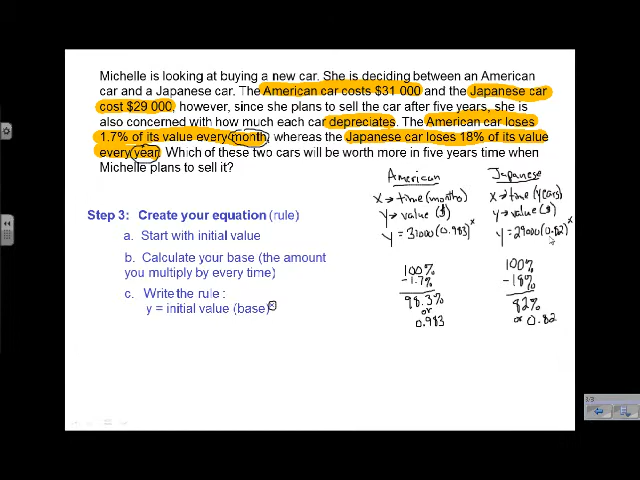 Michelle is looking at buying a new car. She is deciding between an American
car and a Japanese car. The American car costs $31 000 and the Japanese car
cost $29 000, however, since she plans to sell the car after five years, she is
also concerned with how much each car depreciates. The American car loses
1.7% of its value every month, whereas the Japanese car loses 18% of its value
every year. Which of these two cars will be worth more in five years time when
Michelle plans to sell it?
Step 3: Create your equation (rule)
a. Start with initial value
b. Calculate your base (the amount
you multiply by every time)
c. Write the rule :
y = initial value (base)^x
American
x → time (months)
y → value ($)
y = 31000(0.983)^x
100%
-1.7%
98.3%
or
0.983
Japanese
x → time (years)
y → value ($)
y = 29000(0.82)^x
100%
-18%
82%
or 0.82
3/8